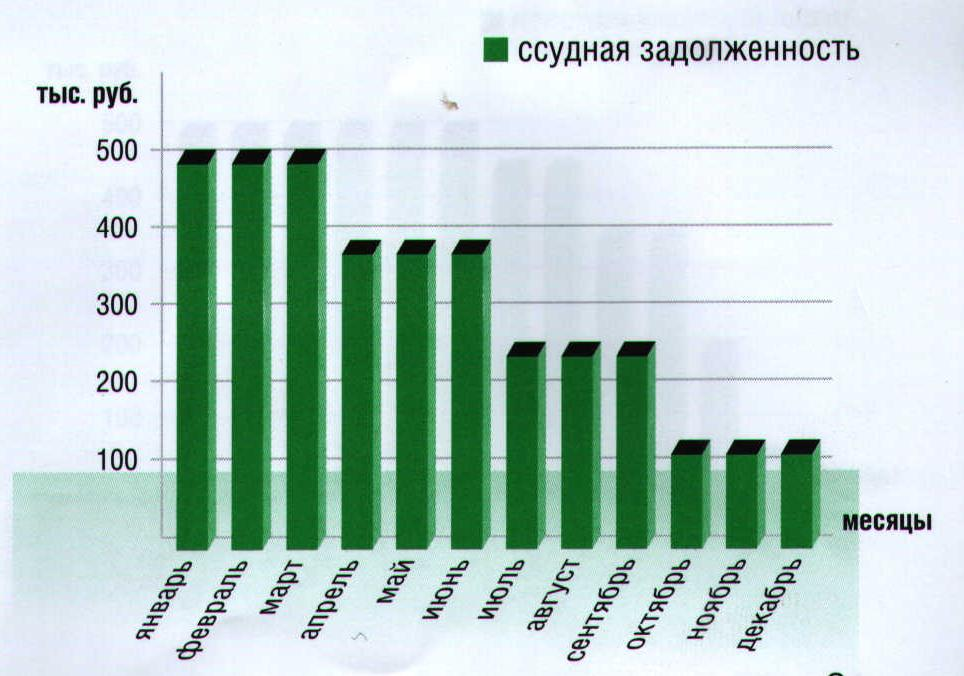 ссудная задолженность
тыс. руб.
500
400
300
200
100
месяцы
январь
февраль
март
апрель
май
июнь
июль
август
сентябрь
октябрь
ноябрь
декабрь